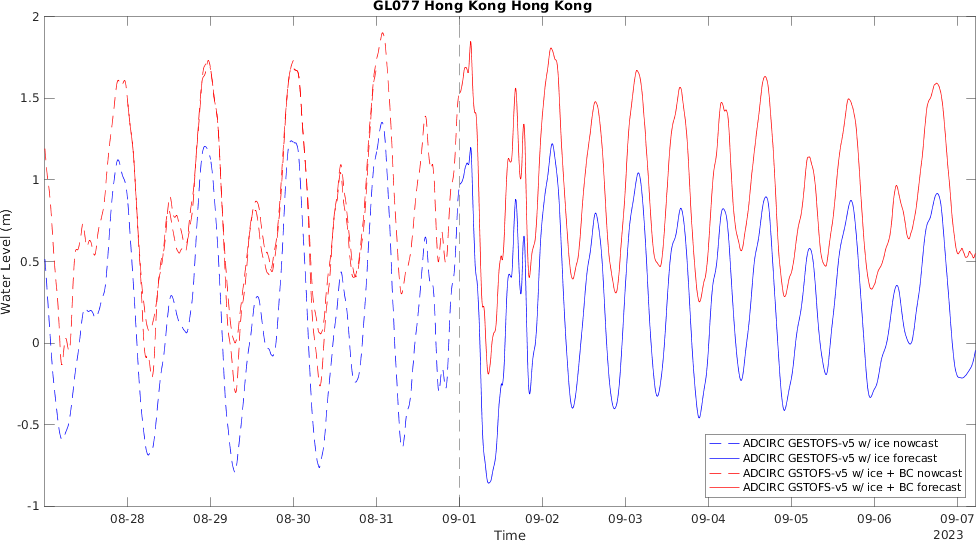 GL077 Hong Kong Hong Kong
2
1.5
1
0.5
0
-0.5
-1
Water Level (m)
ADCIRC GESTOFS-v5 w/ ice nowcast
ADCIRC GESTOFS-v5 w/ ice forecast
ADCIRC GSTOFS-v5 w/ ice + BC nowcast
ADCIRC GSTOFS-v5 w/ ice + BC forecast
08-28 08-29 08-30 08-31 09-01 09-02 09-03 09-04 09-05 09-06 09-07
Time
2023